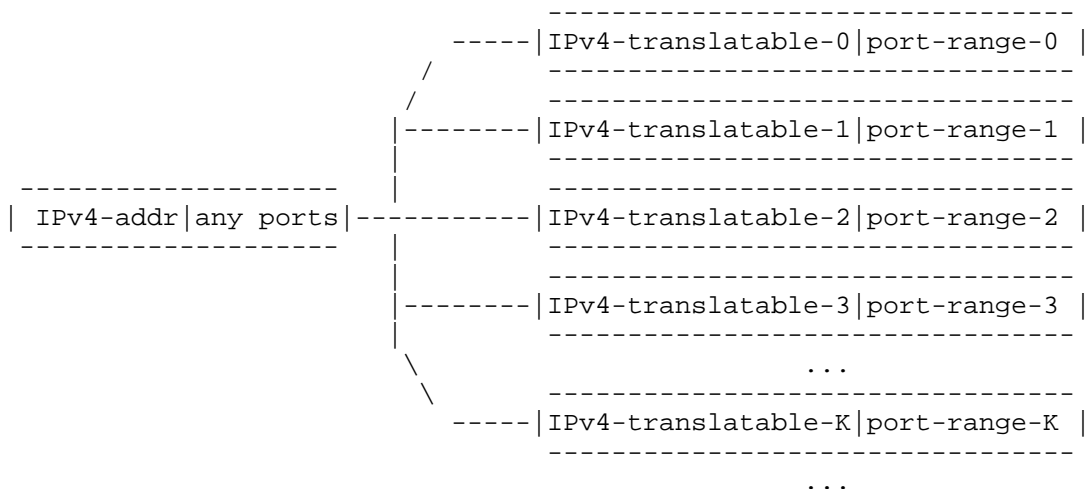 IPv4-translatable-0|port-range-0 |
IPv4-translatable-1|port-range-1 |
| IPv4-addr|any ports|-----------|IPv4-translatable-2|port-range-2 |
IPv4-translatable-3|port-range-3 |
...
IPv4-translatable-K|port-range-K |
...